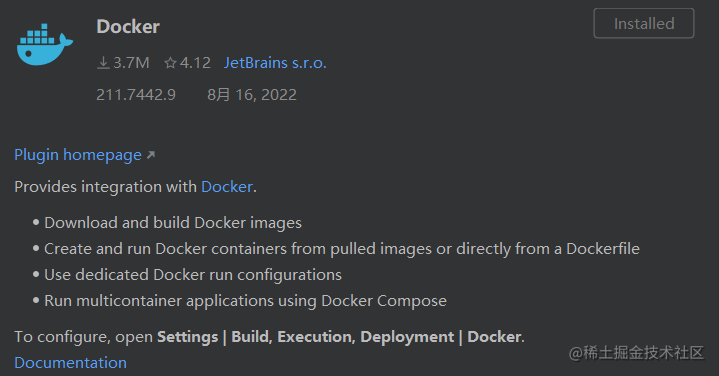 Docker
Installed
3.7M 4.12 JetBrains s.r.o.
211.7442.9 8月 16, 2022
Plugin homepage ↗
Provides integration with Docker.
• Download and build Docker images
• Create and run Docker containers from pulled images or directly from a Dockerfile
• Use dedicated Docker run configurations
• Run multicontainer applications using Docker Compose
To configure, open Settings | Build, Execution, Deployment | Docker.
Documentation
@稀土掘金技术社区